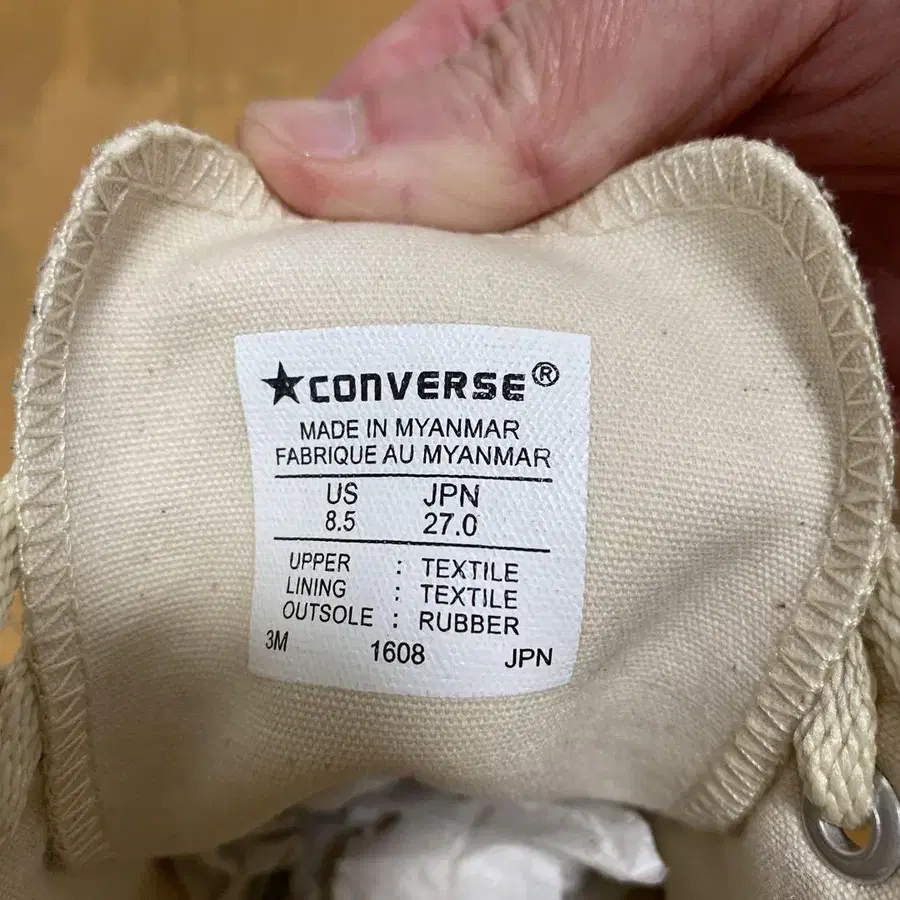 ★CONVERSE®
MADE IN MYANMAR
FABRIQUE AU MYANMAR
US JPN
8.5 27.0
UPPER : TEXTILE
LINING : TEXTILE
OUTSOLE : RUBBER
3M 1608 JPN